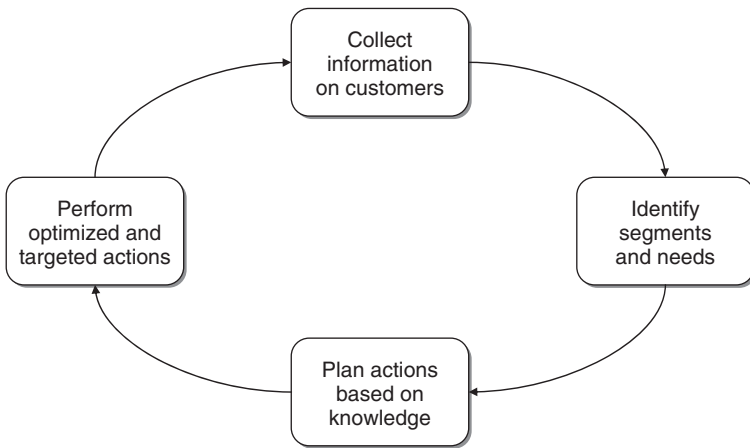 Collect
information
on customers
Identify
segments
and needs
Plan actions
based on
knowledge
Perform
optimized and
targeted actions